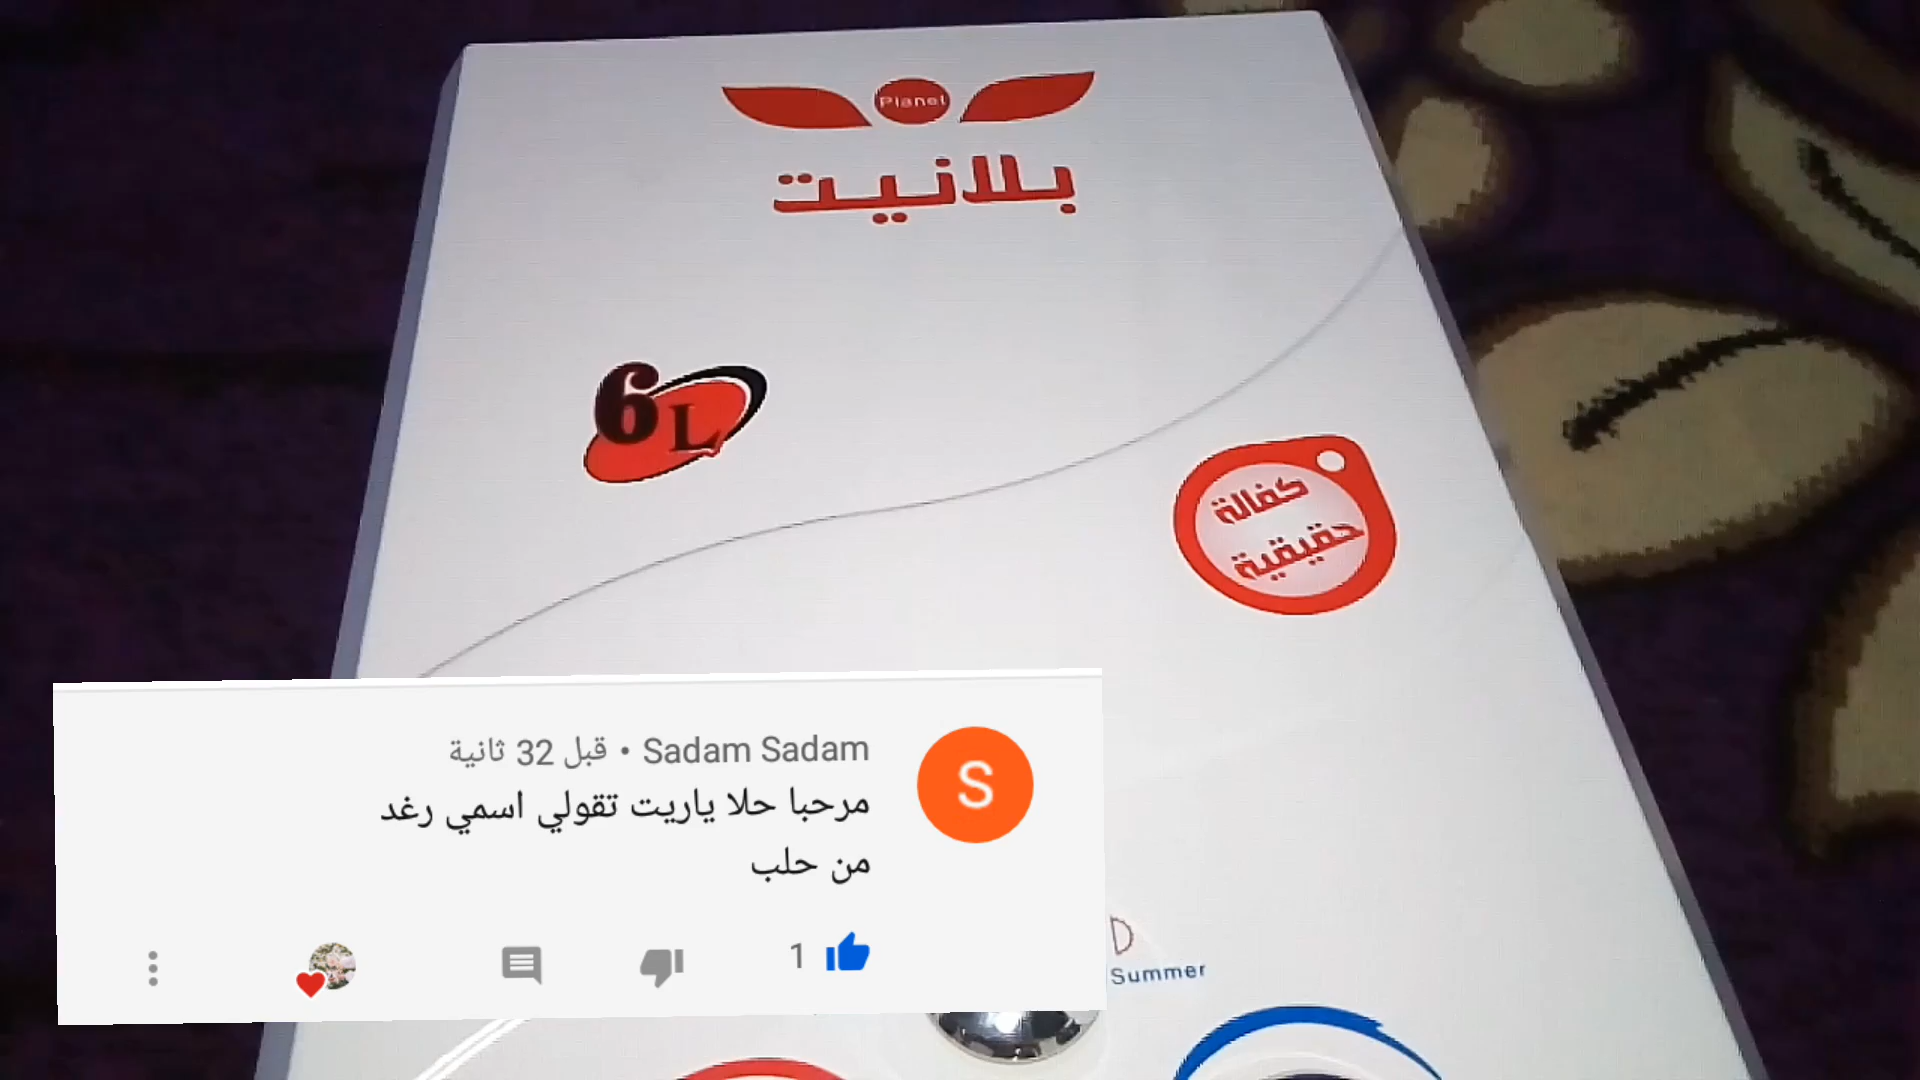 Planet
بلانيت
6L
كفالة
حقيقية
Sadam Sadam • قبل 32 ثانية
S
مرحبا حلا ياريت تقولي اسمي رغد
من حلب
1
D
Summer